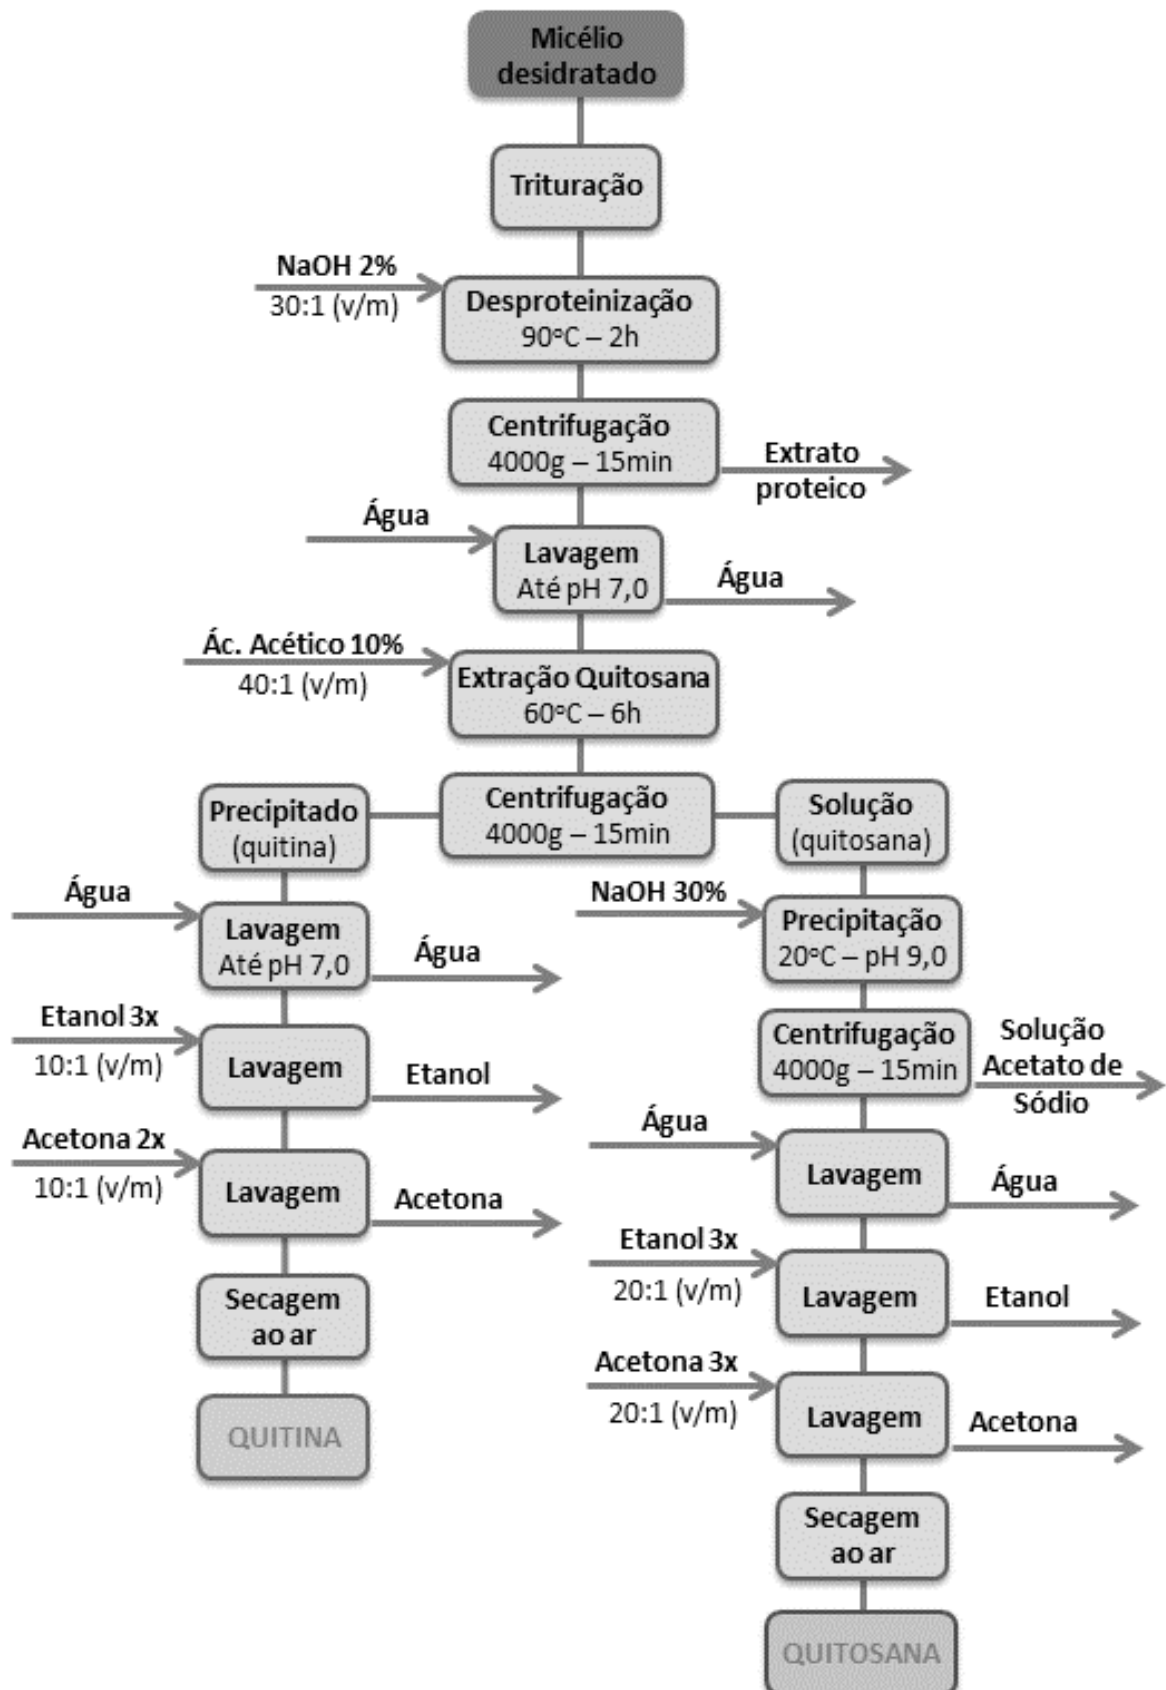 Micélio
desidratado
Trituração
NaOH 2%
30:1 (v/m)
Desproteinização
90°C – 2h
Centrifugação
4000g – 15min
Extrato
proteico
Água
Lavagem
Até pH 7,0
Água
Ác. Acético 10%
40:1 (v/m)
Extração Quitosana
60°C – 6h
Centrifugação
4000g – 15min
Precipitado
(quitina)
Água
Lavagem
Até pH 7,0
Água
Etanol 3x
10:1 (v/m)
Lavagem
Etanol
Acetona 2x
10:1 (v/m)
Lavagem
Acetona
Secagem
ao ar
QUITINA
Solução
(quitosana)
NaOH 30%
Precipitação
20°C – pH 9,0
Centrifugação
4000g – 15min
Solução
Acetato de
Sódio
Água
Lavagem
Água
Etanol 3x
20:1 (v/m)
Lavagem
Etanol
Acetona 3x
20:1 (v/m)
Lavagem
Acetona
Secagem
ao ar
QUITOSANA